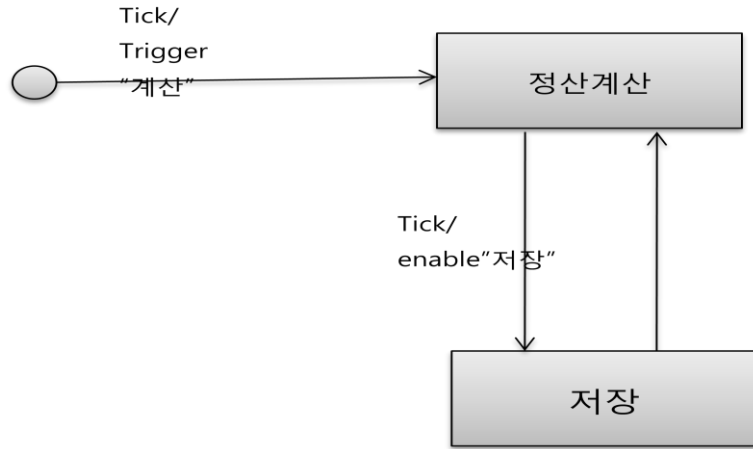 Tick/
Trigger
“계산”
정산계산
Tick/
enable”저장”
저장